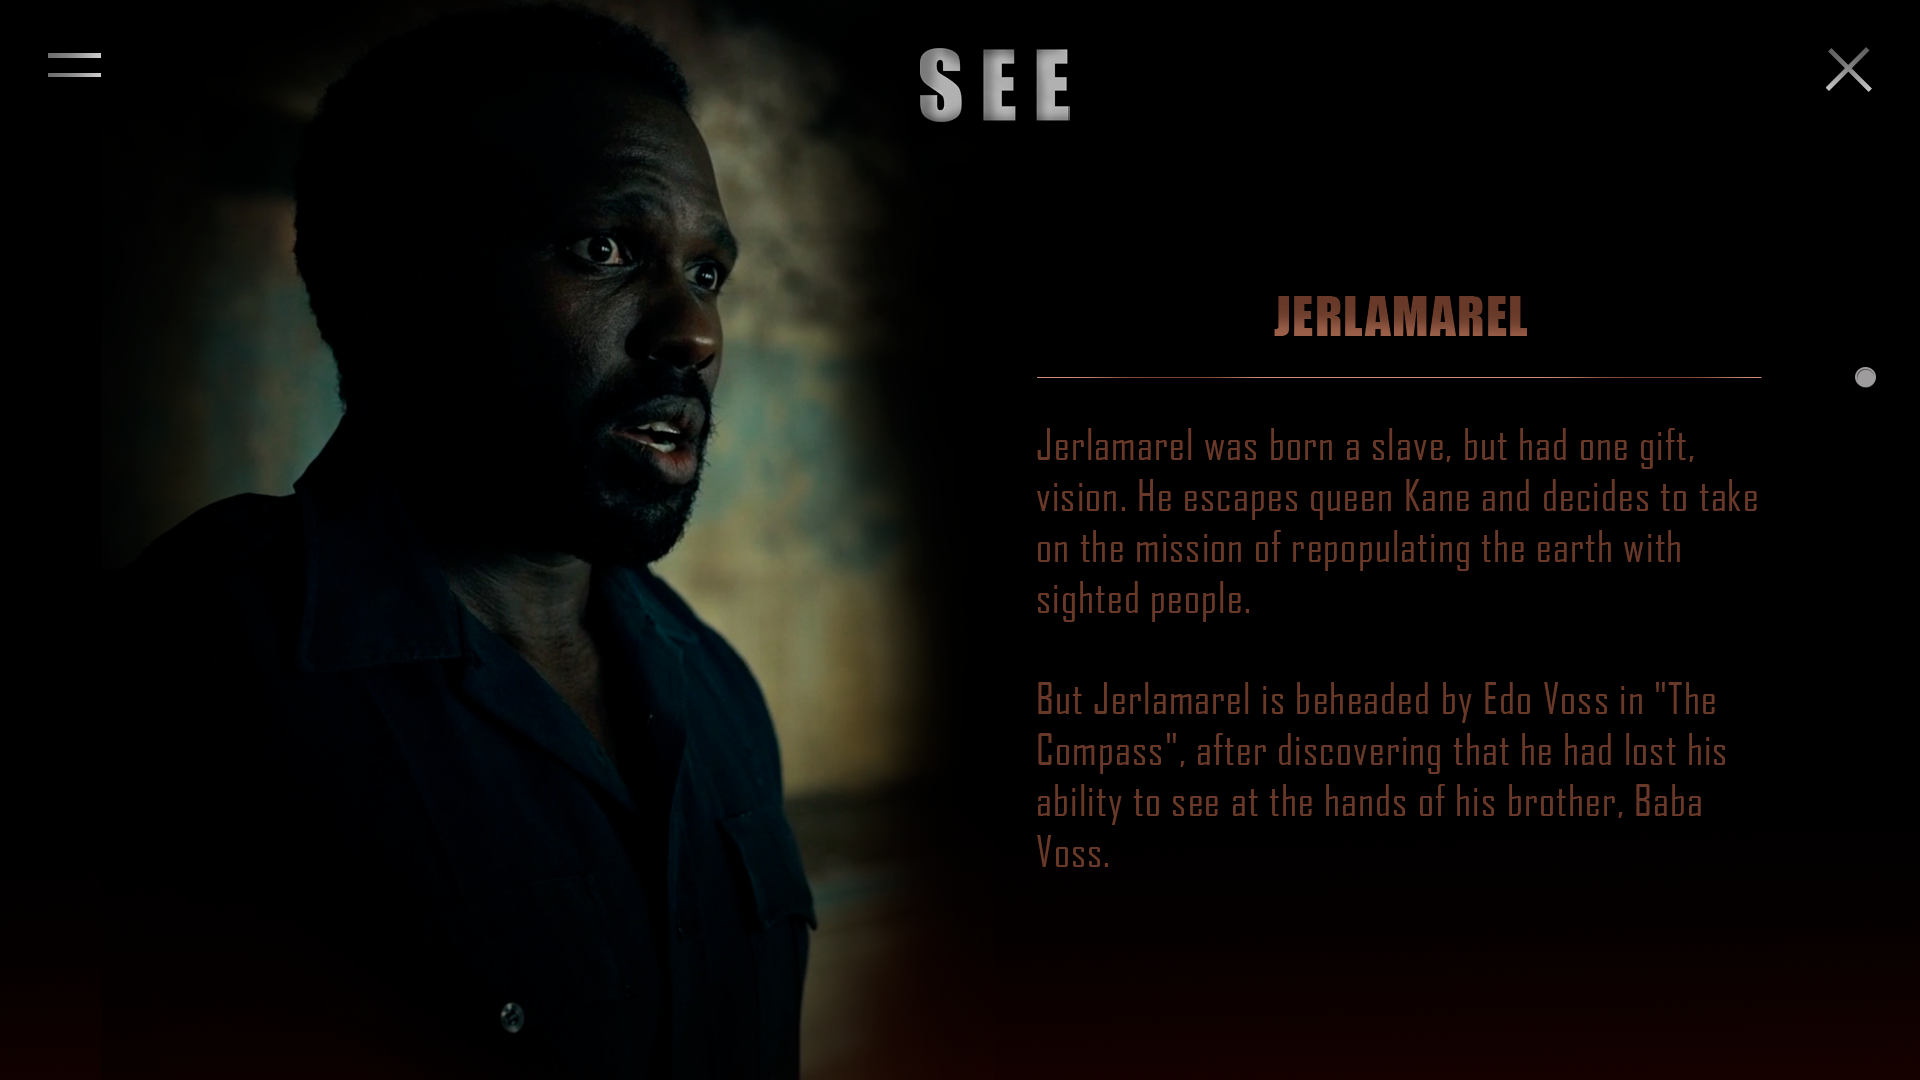 SEE
JERLAMAREL
Jerlamarel was born a slave, but had one gift,
vision. He escapes queen Kane and decides to take
on the mission of repopulating the earth with
sighted people.
But Jerlamarel is beheaded by Edo Voss in "The
Compass", after discovering that he had lost his
ability to see at the hands of his brother, Baba
Voss.